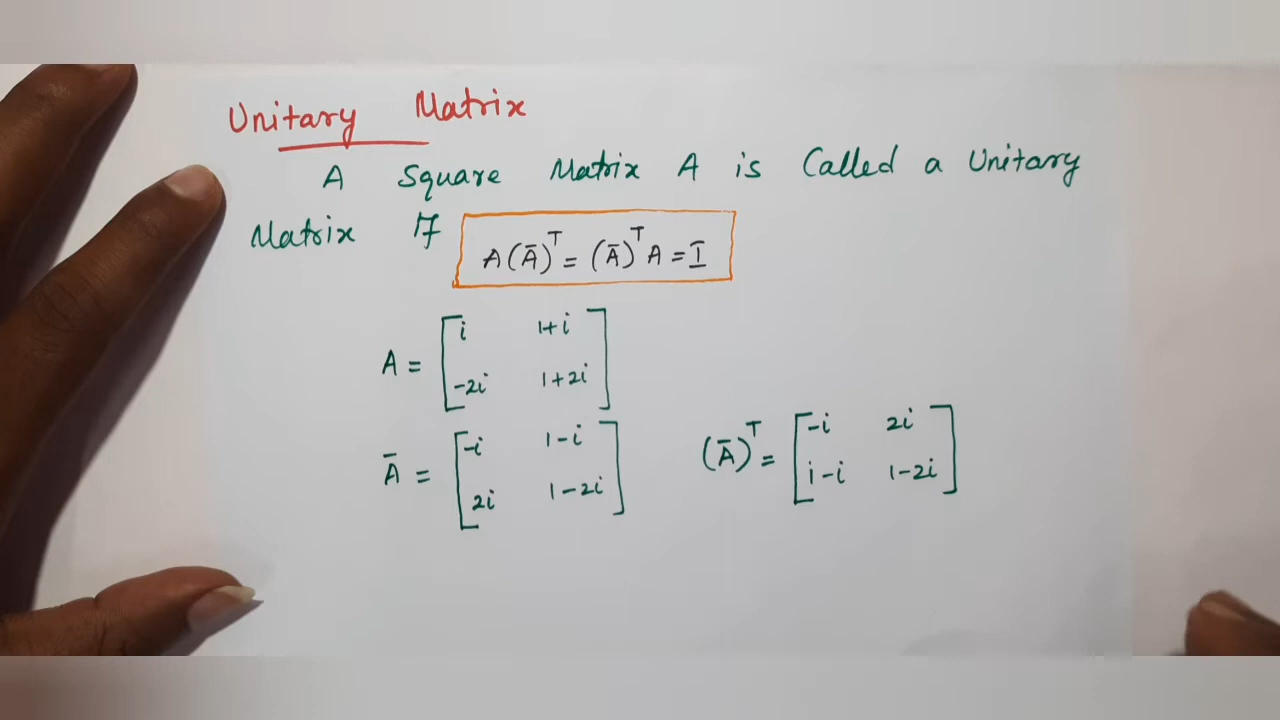 Unitary Matrix
A Square Matrix A is Called a Unitary
Matrix If A(Ā)ᵀ = (Ā)ᵀ A = I
A = [i 1+i
-2i 1+2i]
Ā = [-i 1-i
2i 1-2i]
(Ā)ᵀ = [-i 2i
i-i 1-2i]